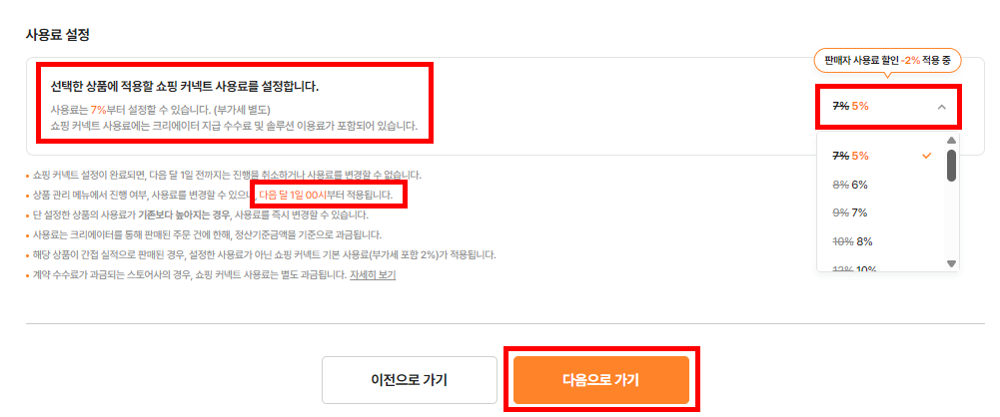 사용료 설정
판매자 사용료 할인 -2% 적용 중
선택한 상품에 적용할 쇼핑 커넥트 사용료를 설정합니다.
사용료는 7%부터 설정할 수 있습니다. (부가세 별도)
쇼핑 커넥트 사용료에는 크리에이터 지급 수수료 및 솔루션 이용료가 포함되어 있습니다.
7% 5%
7% 5%
8% 6%
9% 7%
10% 8%
12% 10%
• 쇼핑 커넥트 설정이 완료되면, 다음 달 1일 전까지는 진행을 취소하거나 사용료를 변경할 수 없습니다.
• 상품 관리 메뉴에서 진행 여부, 사용료를 변경할 수 있으며, 다음 달 1일 00시부터 적용됩니다.
• 단 설정한 상품의 사용료가 기존보다 높아지는 경우, 사용료를 즉시 변경할 수 있습니다.
• 사용료는 크리에이터를 통해 판매된 주문 건에 한해, 정산기준금액을 기준으로 과금됩니다.
• 해당 상품이 간접 실적으로 판매된 경우, 설정한 사용료가 아닌 쇼핑 커넥트 기본 사용료(부가세 포함 2%)가 적용됩니다.
• 계약 수수료가 과금되는 스토어사의 경우, 쇼핑 커넥트 사용료는 별도 과금됩니다. 자세히 보기
이전으로 가기
다음으로 가기